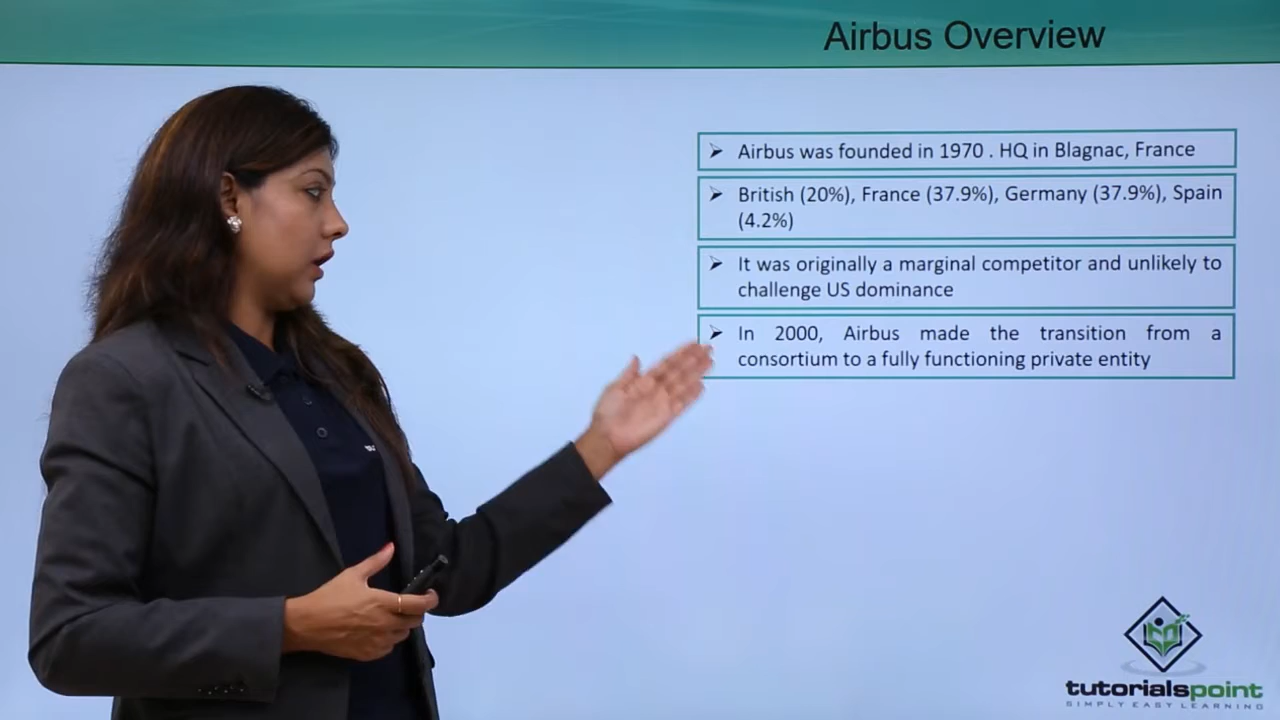 Airbus Overview
➢ Airbus was founded in 1970 . HQ in Blagnac, France
➢ British (20%), France (37.9%), Germany (37.9%), Spain
(4.2%)
➢ It was originally a marginal competitor and unlikely to
challenge US dominance
➢ In 2000, Airbus made the transition from a
consortium to a fully functioning private entity
tutorialspoint
SIMPLY EASY LEARNING